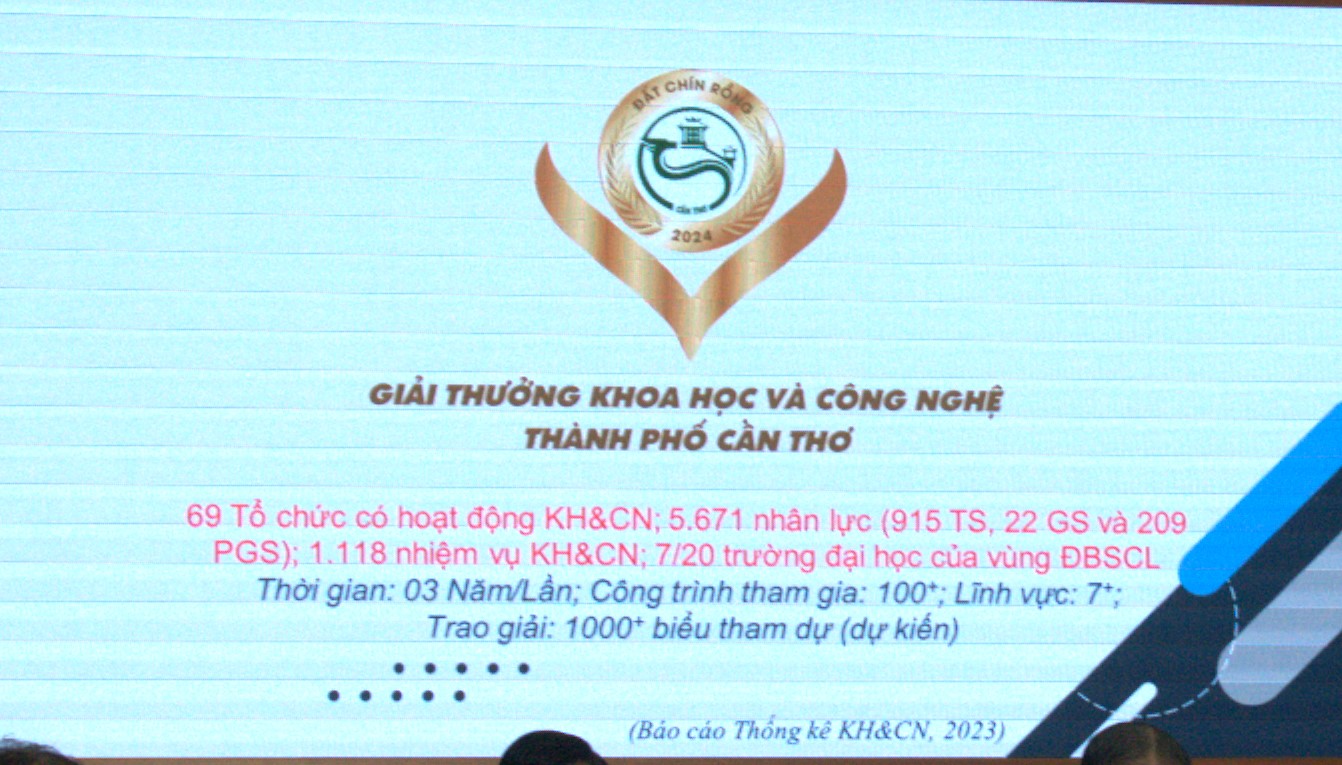 ĐẤT CHÍN RỒNG
CẦN THƠ
2024
GIẢI THƯỞNG KHOA HỌC VÀ CÔNG NGHỆ
THÀNH PHỐ CẦN THƠ
69 Tổ chức có hoạt động KH&CN; 5.671 nhân lực (915 TS, 22 GS và 209
PGS); 1.118 nhiệm vụ KH&CN; 7/20 trường đại học của vùng ĐBSCL
Thời gian: 03 Năm/Lần; Công trình tham gia: 100⁺; Lĩnh vực: 7⁺;
Trao giải: 1000⁺ biểu tham dự (dự kiến)
(Báo cáo Thống kê KH&CN, 2023)